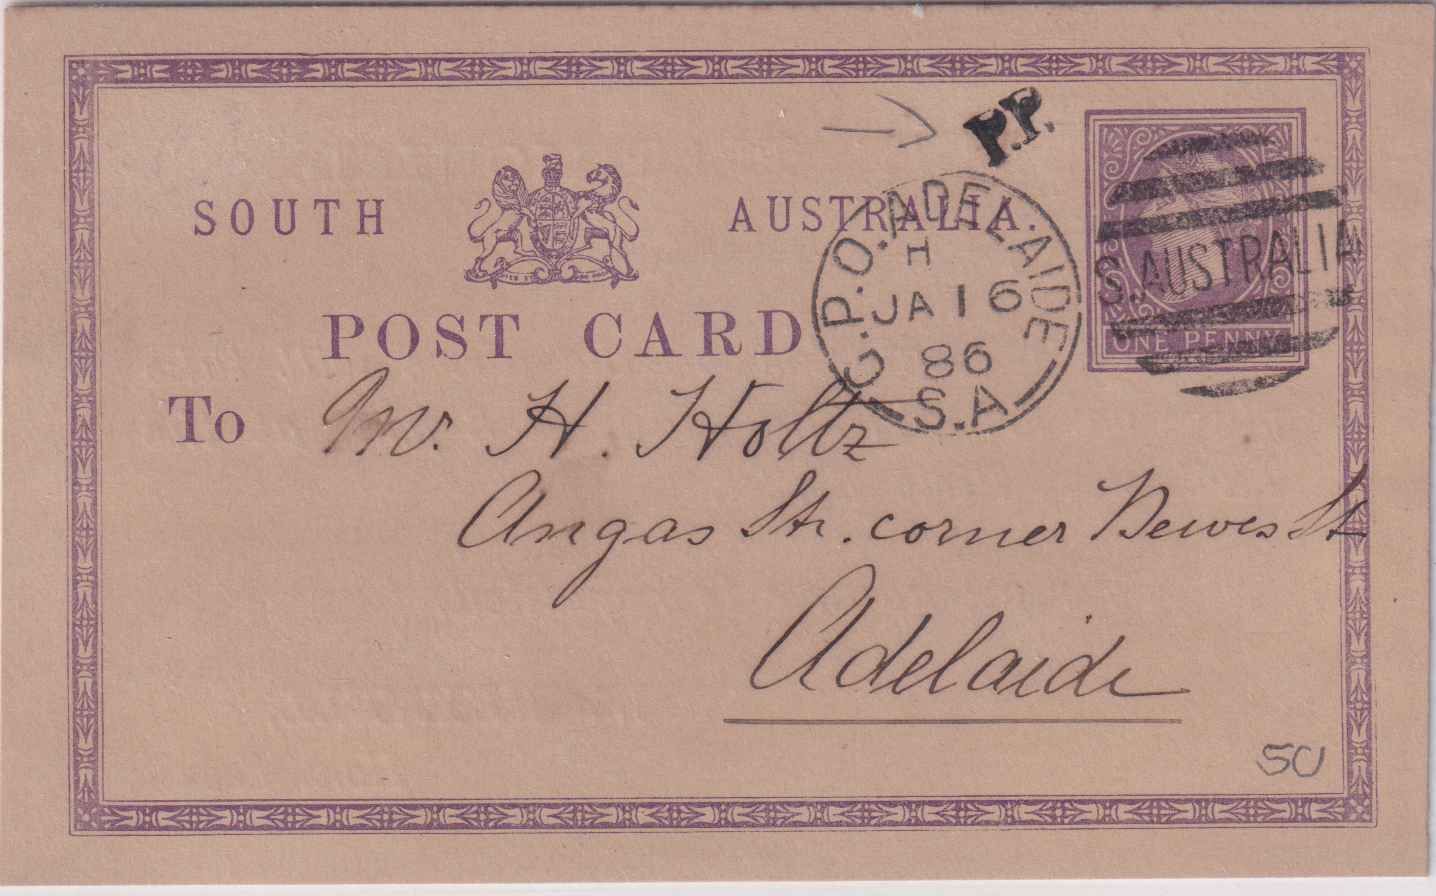 P.P.
SOUTH AUSTRALIA.
POST CARD
G.P.O. ADELAIDE
H
JA 16
86
S.A
S.AUSTRALIA
ONE PENNY
To Mr. H. Holtz
Angas Str. corner Bewes St
Adelaide
50